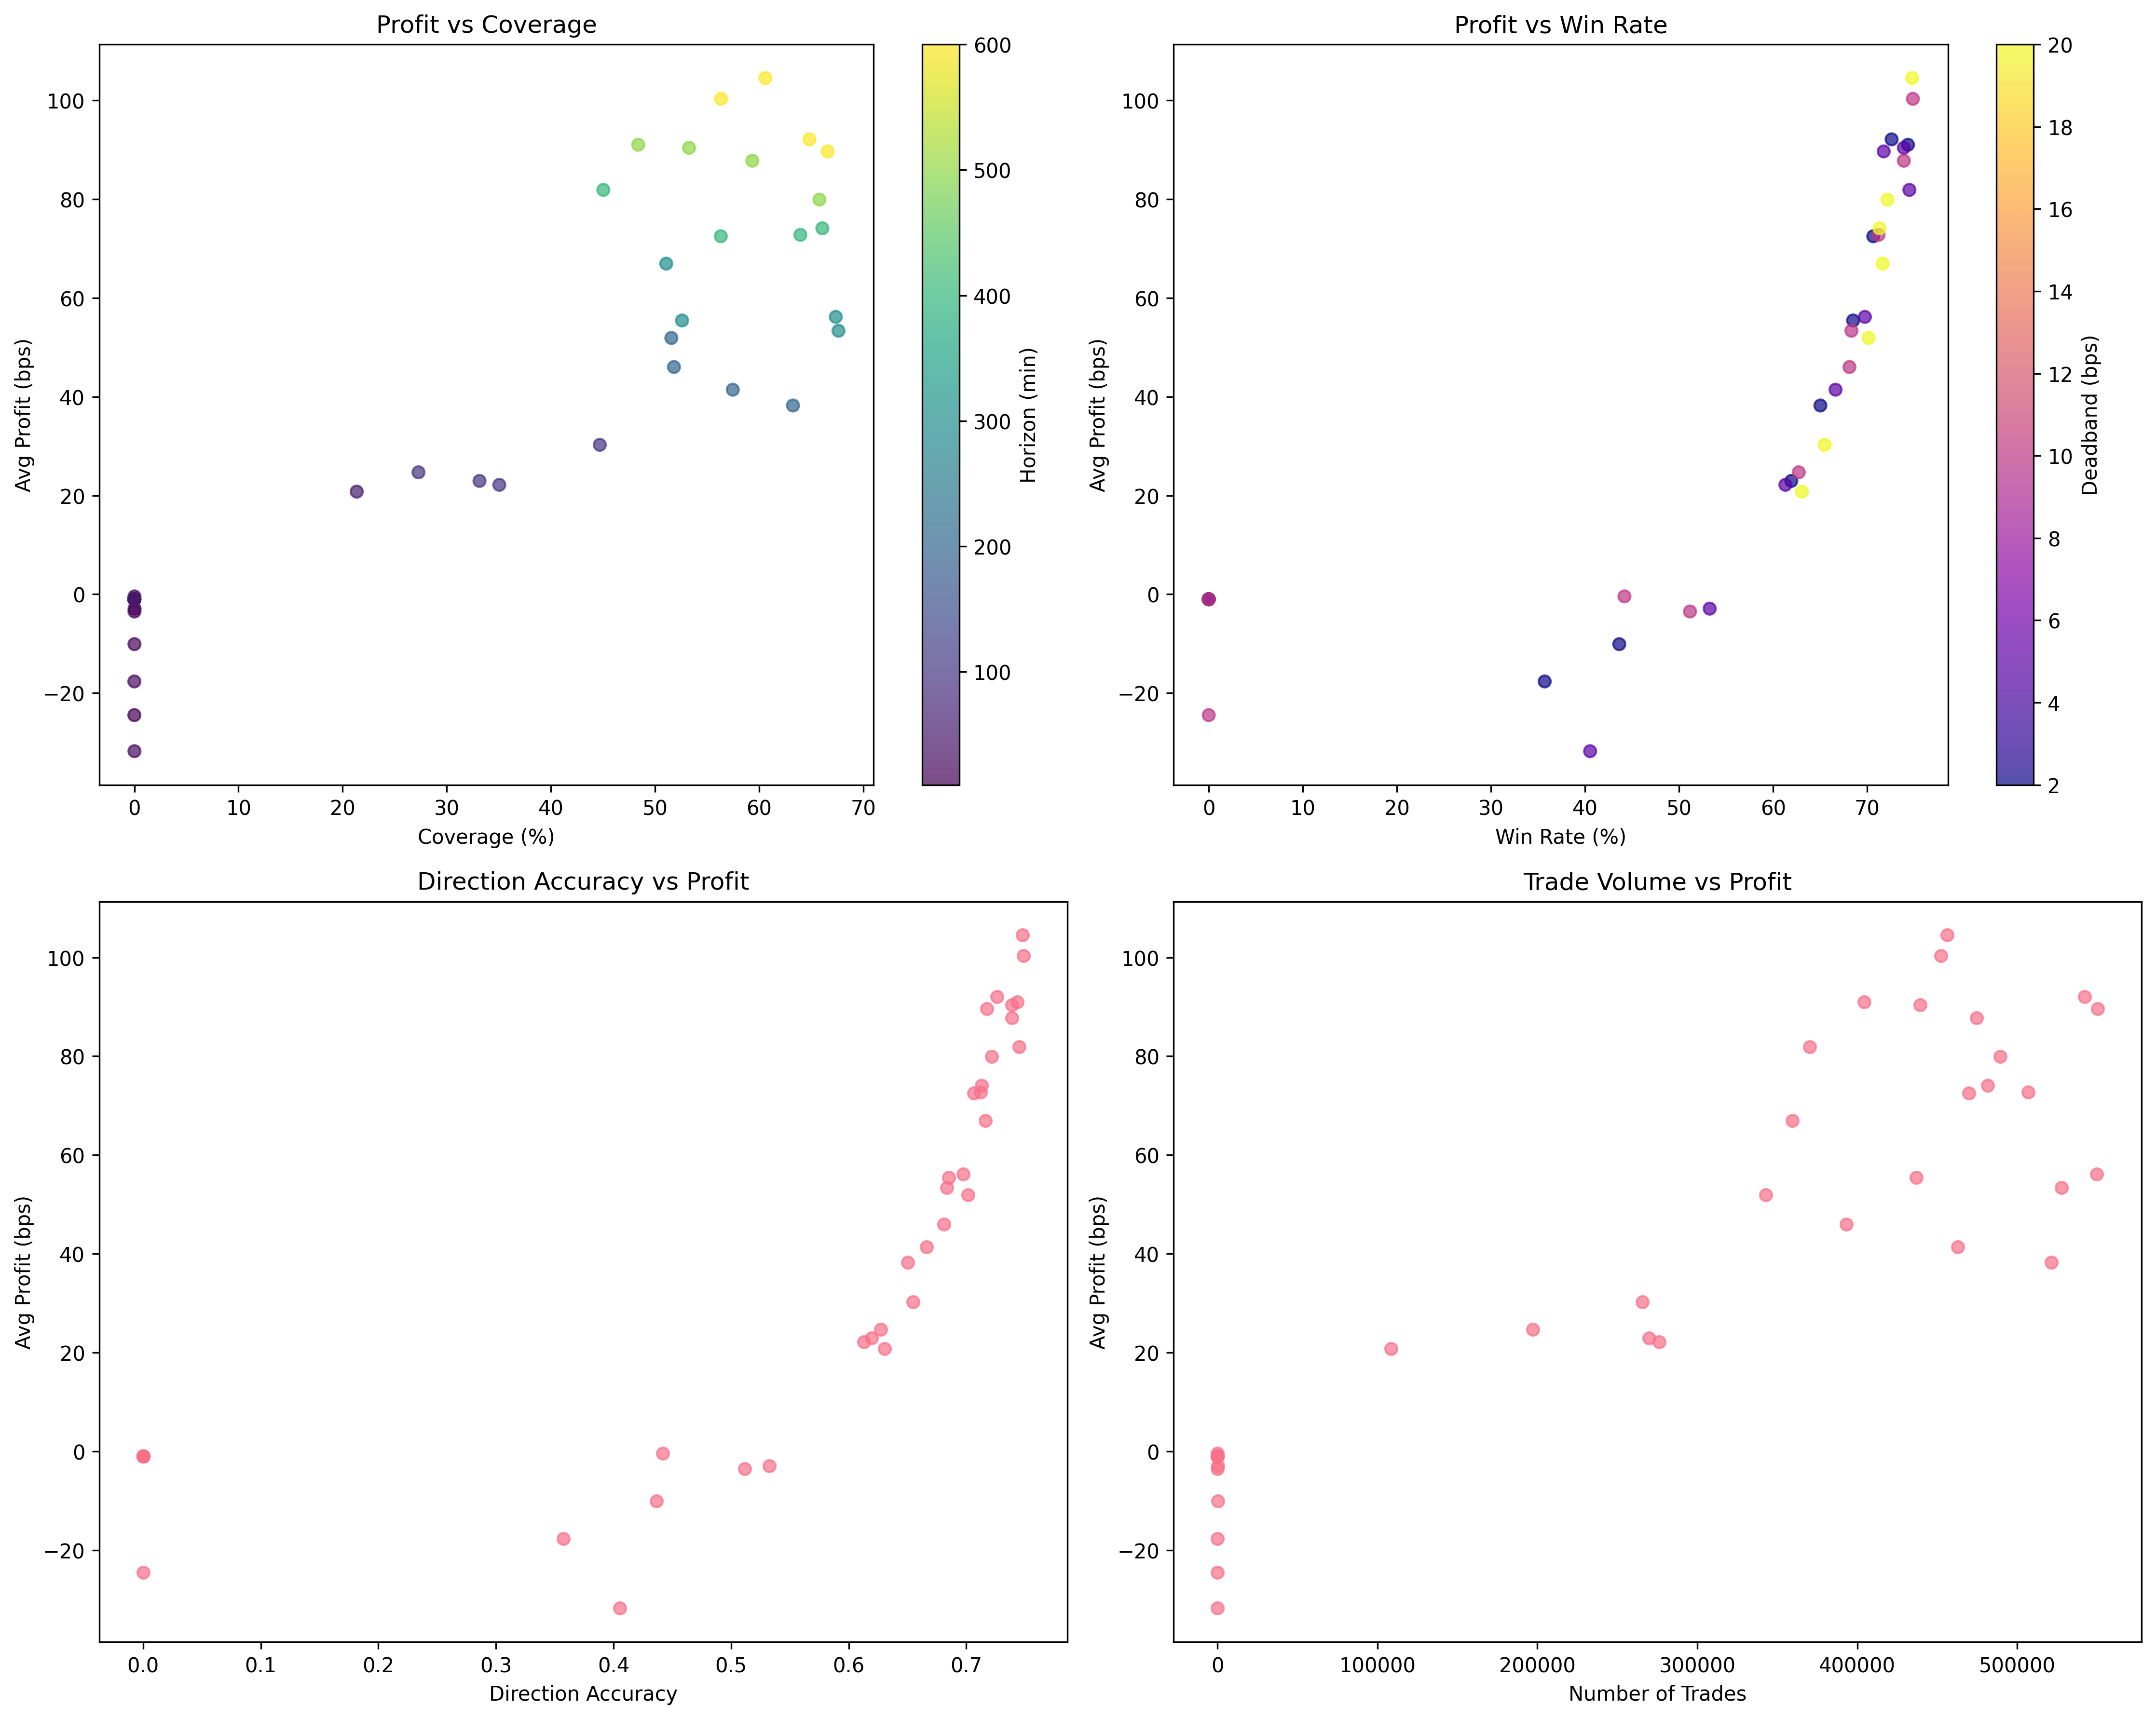 Profit vs Coverage
100
80
60
40
20
0
−20
Avg Profit (bps)
0 10 20 30 40 50 60 70
Coverage (%)
600
500
400
300
200
100
Horizon (min)
Profit vs Win Rate
100
80
60
40
20
0
−20
Avg Profit (bps)
0 10 20 30 40 50 60 70
Win Rate (%)
20
18
16
14
12
10
8
6
4
2
Deadband (bps)
Direction Accuracy vs Profit
100
80
60
40
20
0
−20
Avg Profit (bps)
0.0 0.1 0.2 0.3 0.4 0.5 0.6 0.7
Direction Accuracy
Trade Volume vs Profit
100
80
60
40
20
0
−20
Avg Profit (bps)
0 100000 200000 300000 400000 500000
Number of Trades